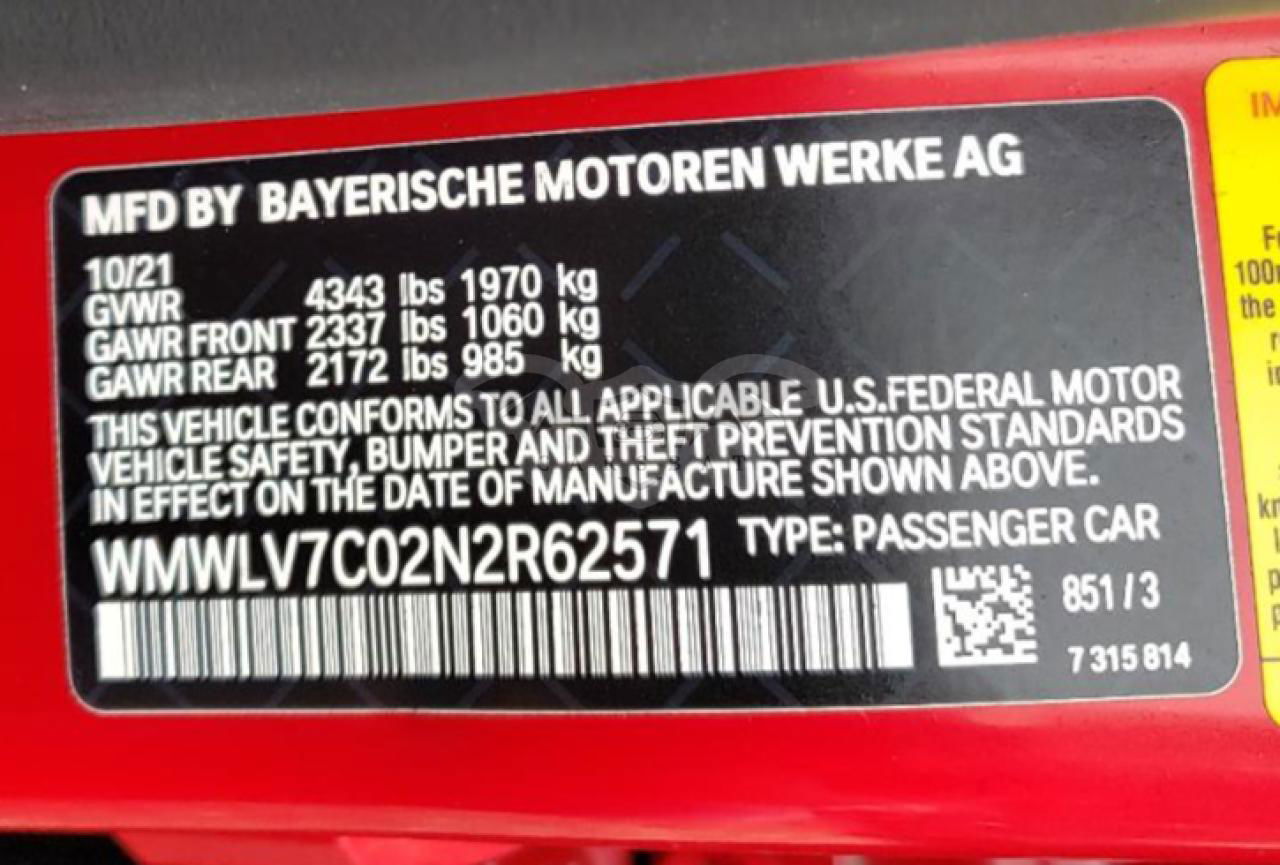 MFD BY BAYERISCHE MOTOREN WERKE AG
10/21
GVWR 4343 lbs 1970 kg
GAWR FRONT 2337 lbs 1060 kg
GAWR REAR 2172 lbs 985 kg
THIS VEHICLE CONFORMS TO ALL APPLICABLE U.S.FEDERAL MOTOR
VEHICLE SAFETY, BUMPER AND THEFT PREVENTION STANDARDS
IN EFFECT ON THE DATE OF MANUFACTURE SHOWN ABOVE.
WMWLV7C02N2R62571 TYPE: PASSENGER CAR
851 / 3
7 315 814
the